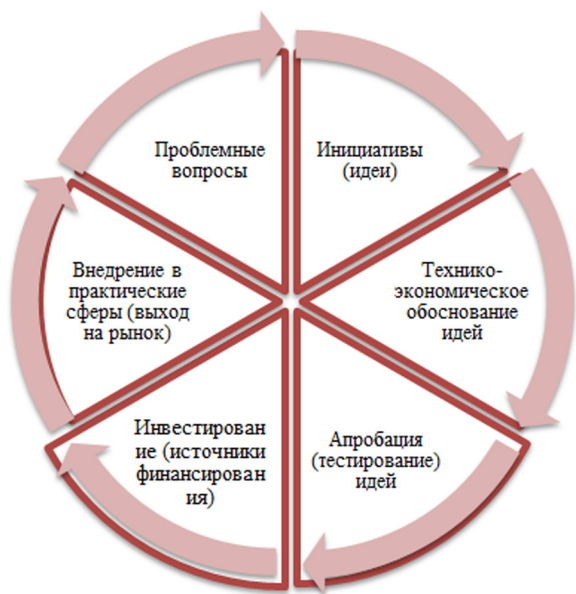 Проблемные
вопросы
Инициативы
(идеи)
Технико-
экономическое
обоснование
идей
Апробация
(тестирование)
идей
Инвестирован
ие (источники
финансирован
ия)
Внедрение в
практические
сферы (выход
на рынок)